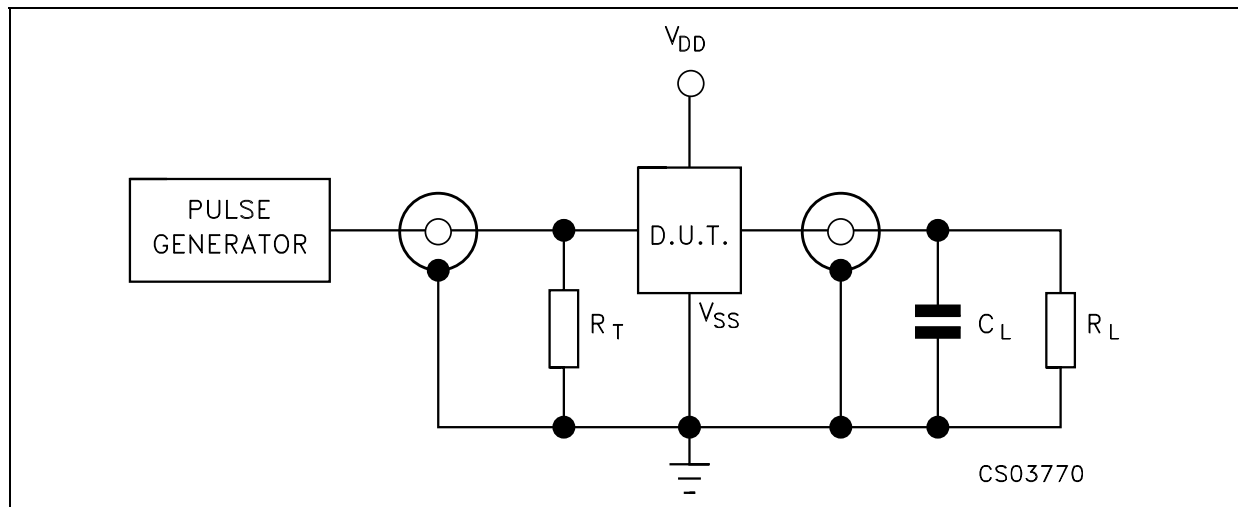 VDD
PULSE
GENERATOR
D.U.T.
VSS
RT
CL
RL
CS03770